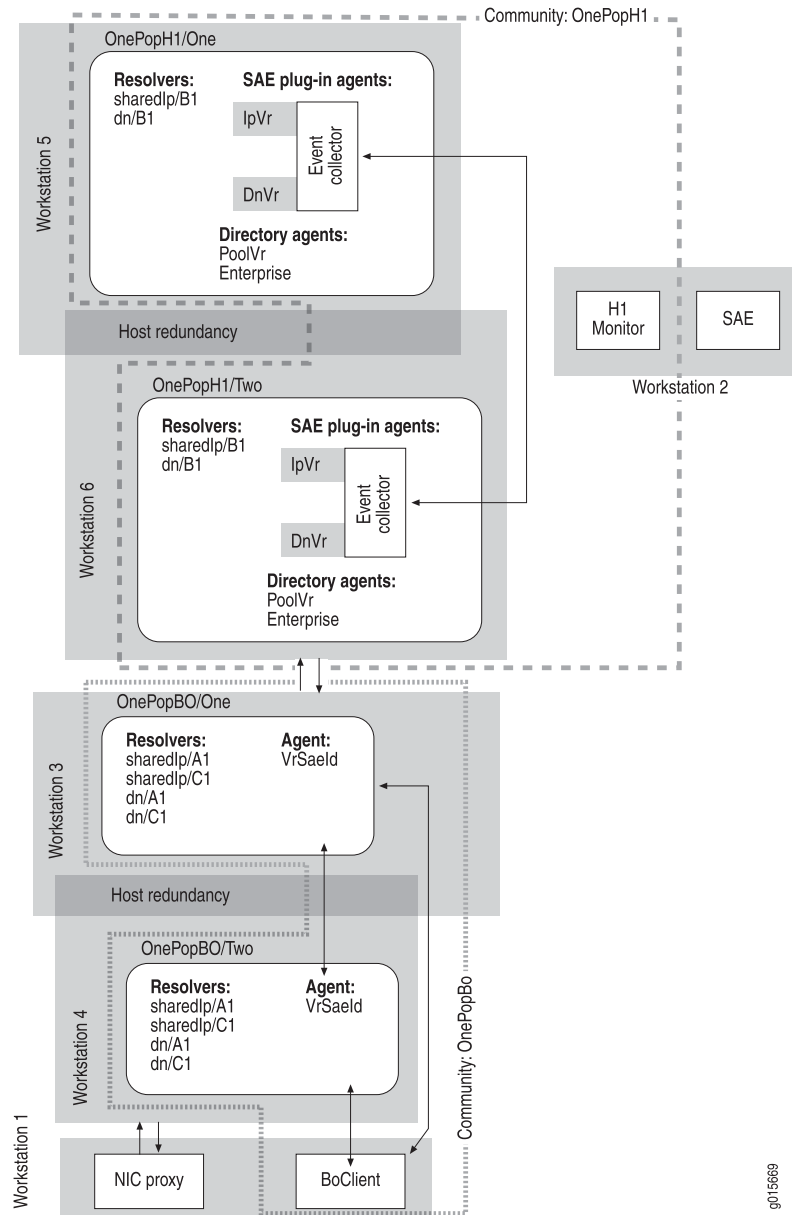 Community: OnePopH1
OnePopH1/One
Resolvers:
sharedIp/B1
dn/B1
SAE plug-in agents:
IpVr
DnVr
Event
collector
Directory agents:
PoolVr
Enterprise
Workstation 5
Host redundancy
H1
Monitor
SAE
Workstation 2
OnePopH1/Two
Resolvers:
sharedIp/B1
dn/B1
SAE plug-in agents:
IpVr
DnVr
Event
collector
Directory agents:
PoolVr
Enterprise
Workstation 6
OnePopBO/One
Resolvers:
sharedIp/A1
sharedIp/C1
dn/A1
dn/C1
Agent:
VrSaeId
Workstation 3
Host redundancy
OnePopBO/Two
Resolvers:
sharedIp/A1
sharedIp/C1
dn/A1
dn/C1
Agent:
VrSaeId
Workstation 4
Community: OnePopBo
Workstation 1
NIC proxy
BoClient
g015669